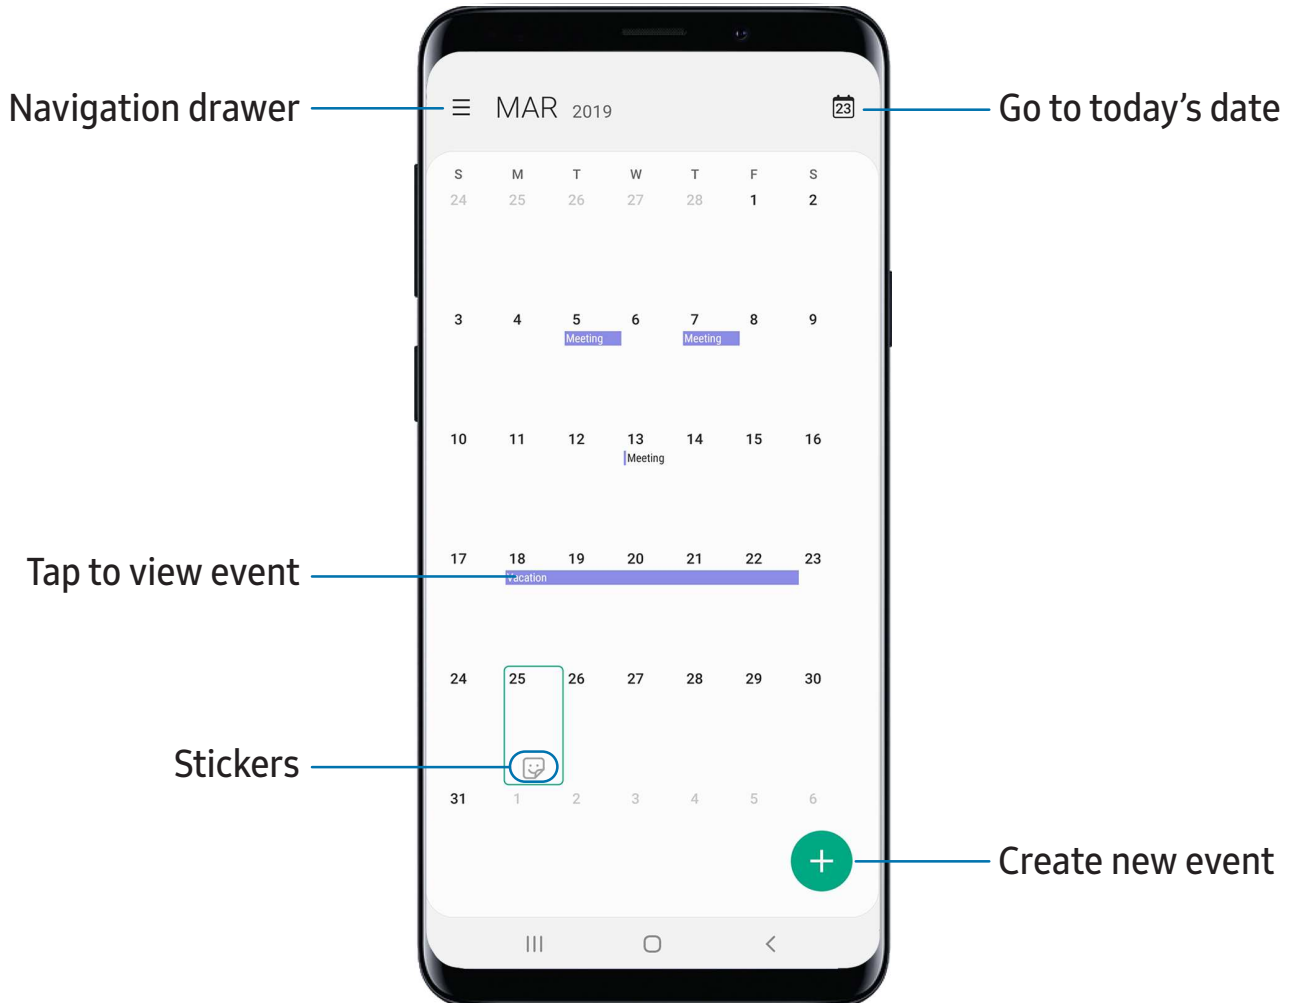 Navigation drawer
MAR 2019
23
Go to today's date
S M T W T F S
24 25 26 27 28 1 2
3 4 5 6 7 8 9
Meeting Meeting
10 11 12 13 14 15 16
Meeting
17 18 19 20 21 22 23
Tap to view event
Vacation
24 25 26 27 28 29 30
Stickers
31 1 2 3 4 5 6
Create new event